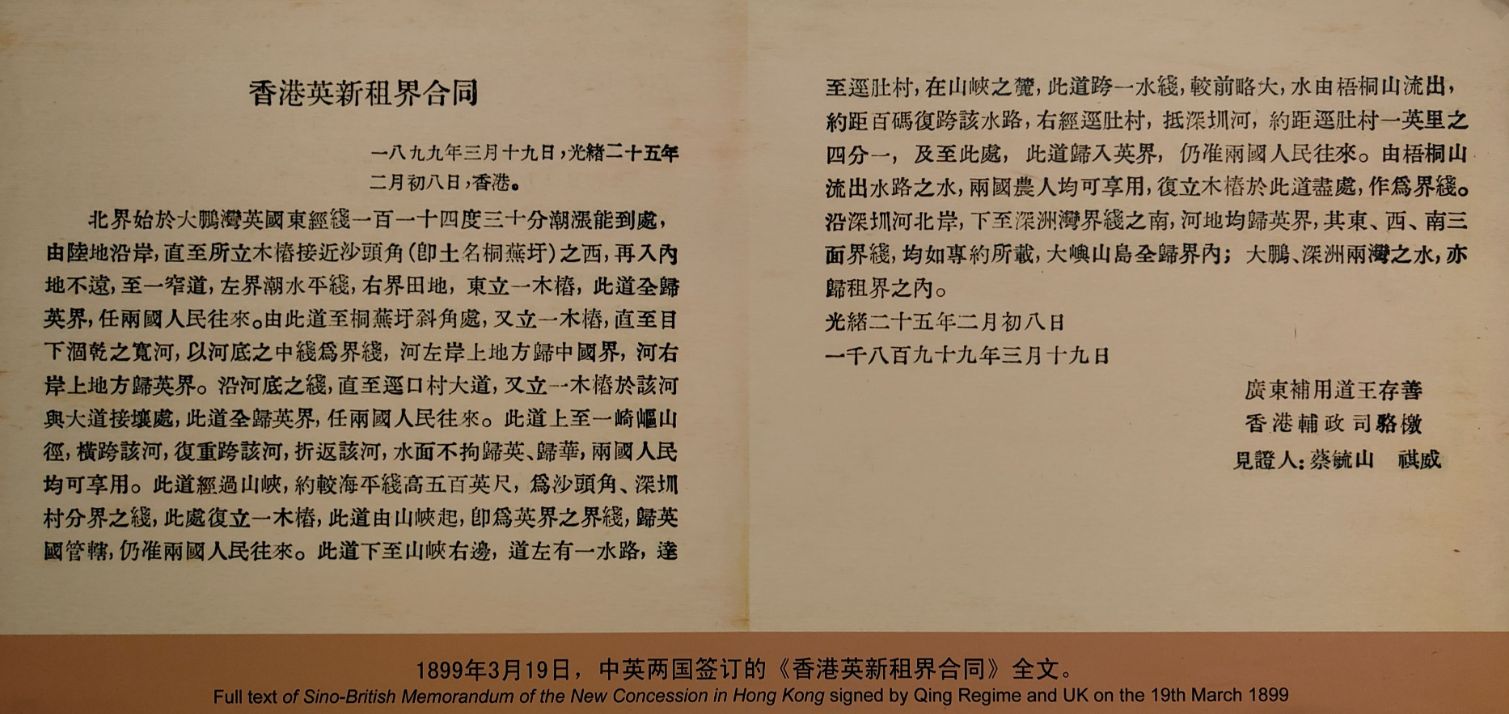 香港英新租界合同
一八九九年三月十九日，光緒二十五年
二月初八日，香港。
北界始於大鵬灣英國東經綫一百一十四度三十分潮漲能到處，
由陸地沿岸，直至所立木樁接近沙頭角(卽土名桐蕪圩)之西，再入內
地不遠，至一窄道，左界潮水平綫，右界田地，東立一木樁，此道全歸
英界，任兩國人民往來。由此道至桐蕪圩斜角處，又立一木樁，直至目
下涸乾之寬河，以河底之中綫爲界綫，河左岸上地方歸中國界，河右
岸上地方歸英界。沿河底之綫，直至逕口村大道，又立一木樁於該河
與大道接壤處，此道全歸英界，任兩國人民往來。此道上至一崎嶇山
徑，橫跨該河，復重跨該河，折返該河，水面不拘歸英、歸華，兩國人民
均可享用。此道經過山峽，約較海平綫高五百英尺，爲沙頭角、深圳
村分界之綫，此處復立一木樁，此道由山峽起，卽爲英界之界綫，歸英
國管轄，仍准兩國人民往來。此道下至山峽右邊，道左有一水路，達
至逕肚村，在山峽之麓，此道跨一水綫，較前略大，水由梧桐山流出，
約距百碼復跨該水路，右經逕肚村，抵深圳河，約距逕肚村一英里之
四分一，及至此處，此道歸入英界，仍准兩國人民往來。由梧桐山
流出水路之水，兩國農人均可享用，復立木樁於此道盡處，作爲界綫。
沿深圳河北岸，下至深洲灣界綫之南，河地均歸英界，其東、西、南三
面界綫，均如專約所載，大嶼山島全歸界內；大鵬、深洲兩灣之水，亦
歸租界之內。
光緒二十五年二月初八日
一千八百九十九年三月十九日
廣東補用道王存善
香港輔政司駱檄
見證人：蔡毓山　祺威
1899年3月19日，中英两国签订的《香港英新租界合同》全文。
Full text of Sino-British Memorandum of the New Concession in Hong Kong signed by Qing Regime and UK on the 19th March 1899